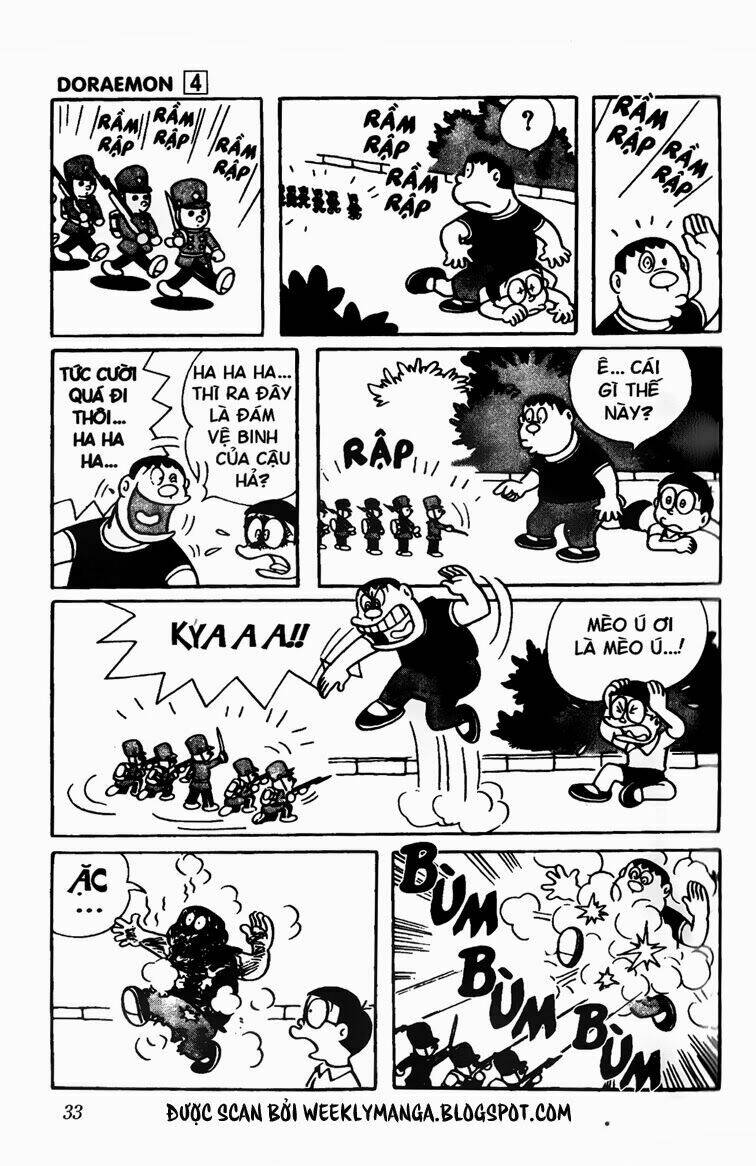 DORAEMON 4
RẦM
RẬP
RẦM
RẬP
?
RẦM
RẬP
RẦM
RẬP
RẦM
RẬP
RẦM
RẬP
RẦM
RẬP
Ê... CÁI
GÌ THẾ
NÀY?
RẬP
HA HA HA...
THÌ RA ĐÂY
LÀ ĐÁM
VỆ BINH
CỦA CẬU
HẢ?
TỨC CƯỜI
QUÁ ĐI
THÔI...
HA HA
HA...
MÈO Ú ƠI
LÀ MÈO Ú...!
KYAAA!!
BÙM
BÙM
BÙM
ẶC
...
33
ĐƯỢC SCAN BỞI WEEKLYMANGA.BLOGSPOT.COM